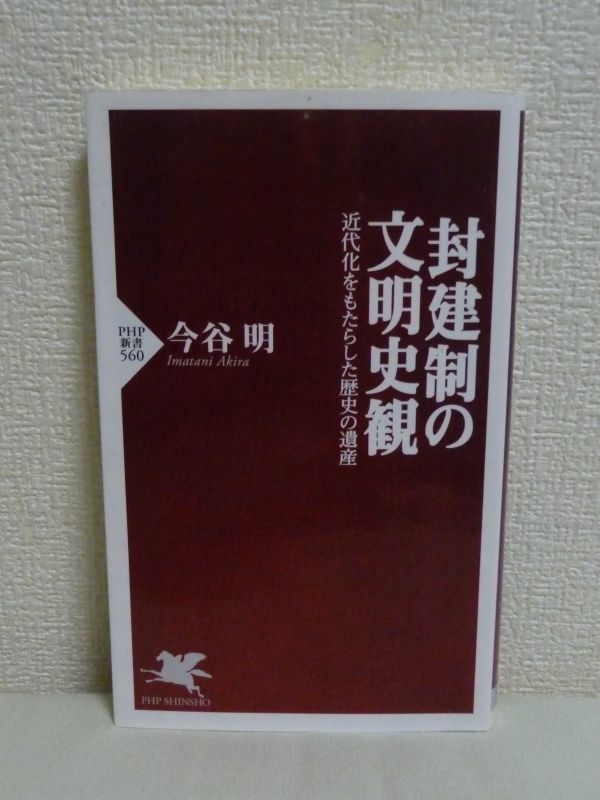 封建制の
文明史観
近代化をもたらした歴史の遺産
今谷 明
Imatani Akira
PHP
新書
560
PHP SHINSHO